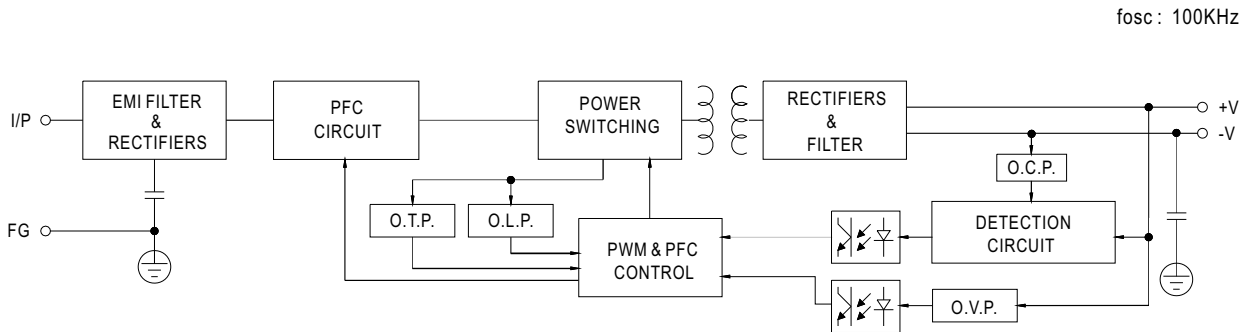 fosc : 100KHz
I/P
EMI FILTER
&
RECTIFIERS
PFC
CIRCUIT
POWER
SWITCHING
RECTIFIERS
&
FILTER
+V
-V
O.C.P.
FG
O.T.P.
O.L.P.
PWM & PFC
CONTROL
DETECTION
CIRCUIT
O.V.P.